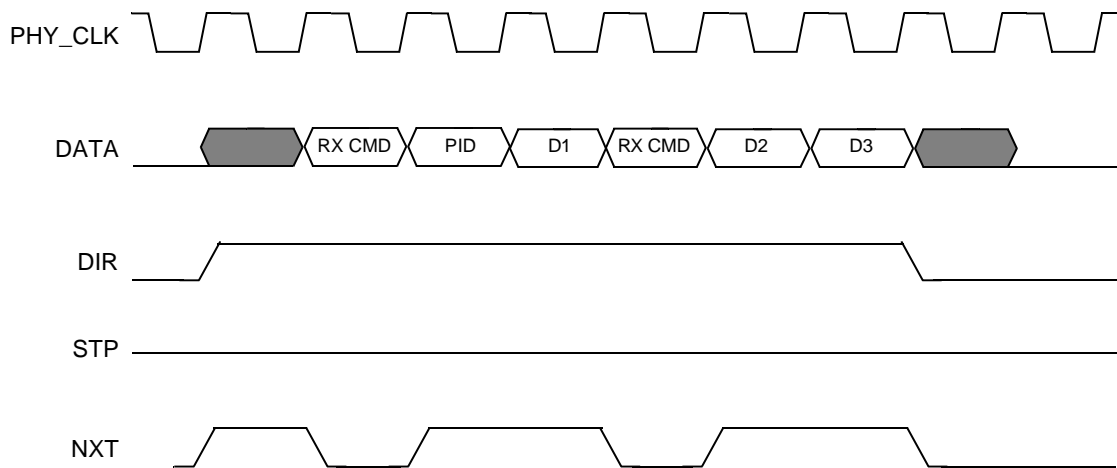 PHY_CLK
DATA
RX CMD PID D1 RX CMD D2 D3
DIR
STP
NXT